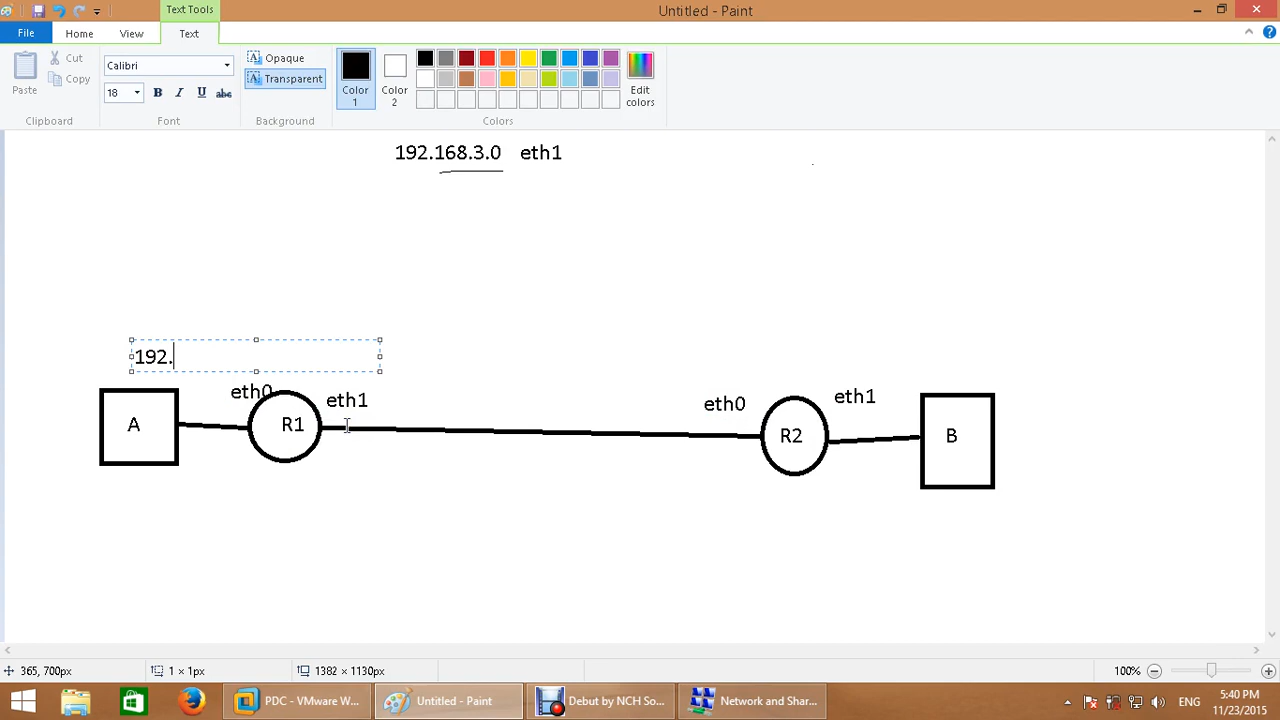 Text Tools
Untitled - Paint
File
Home
View
Text
Paste
Cut
Copy
Clipboard
Calibri
18
B
I
U
abc
Font
Opaque
Transparent
Background
Color
1
Color
2
Edit
colors
Colors
192.168.3.0 eth1
192.
eth0
eth1
A
R1
eth0
eth1
R2
B
365, 700px
1 × 1px
1382 × 1130px
100%
PDC - VMware W...
Untitled - Paint
Debut by NCH So...
Network and Shar...
ENG
5:40 PM
11/23/2015